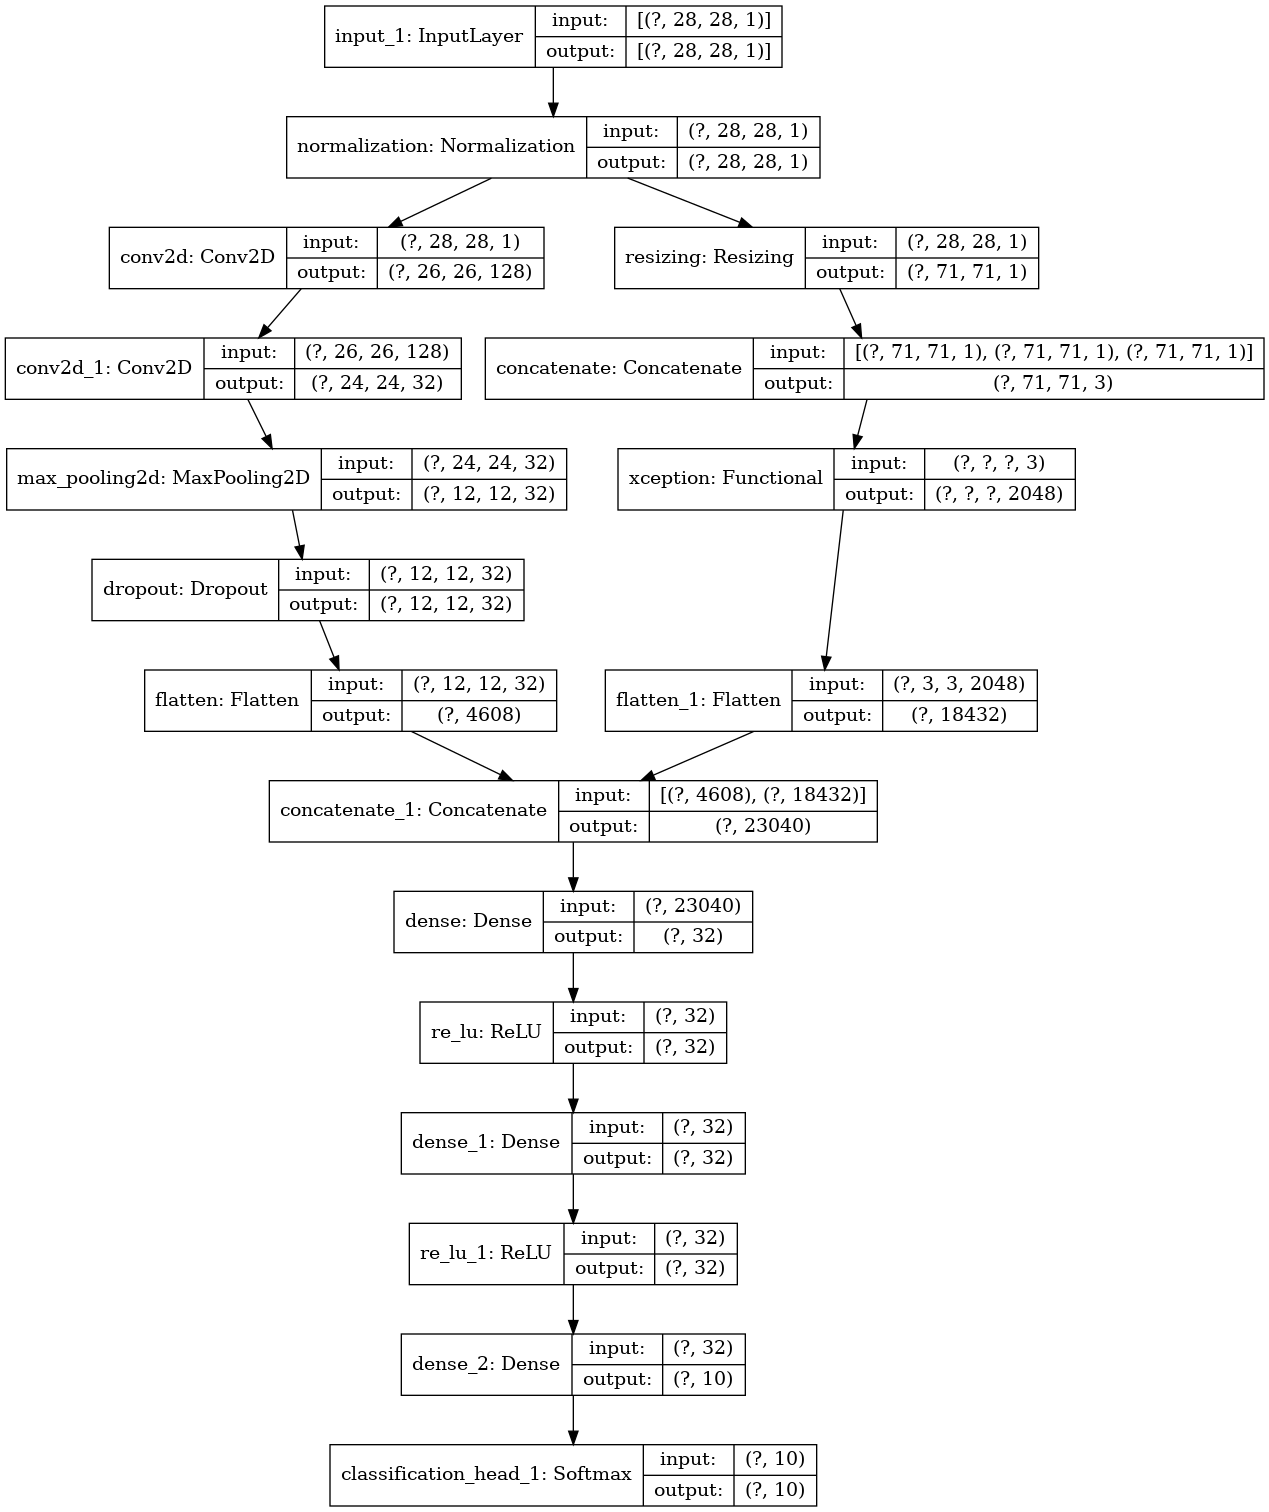 input_1: InputLayer
input:
[(?, 28, 28, 1)]
output:
[(?, 28, 28, 1)]
normalization: Normalization
input:
(?, 28, 28, 1)
output:
(?, 28, 28, 1)
conv2d: Conv2D
input:
(?, 28, 28, 1)
output:
(?, 26, 26, 128)
resizing: Resizing
input:
(?, 28, 28, 1)
output:
(?, 71, 71, 1)
conv2d_1: Conv2D
input:
(?, 26, 26, 128)
output:
(?, 24, 24, 32)
concatenate: Concatenate
input:
[(?, 71, 71, 1), (?, 71, 71, 1), (?, 71, 71, 1)]
output:
(?, 71, 71, 3)
max_pooling2d: MaxPooling2D
input:
(?, 24, 24, 32)
output:
(?, 12, 12, 32)
xception: Functional
input:
(?, ?, ?, 3)
output:
(?, ?, ?, 2048)
dropout: Dropout
input:
(?, 12, 12, 32)
output:
(?, 12, 12, 32)
flatten: Flatten
input:
(?, 12, 12, 32)
output:
(?, 4608)
flatten_1: Flatten
input:
(?, 3, 3, 2048)
output:
(?, 18432)
concatenate_1: Concatenate
input:
[(?, 4608), (?, 18432)]
output:
(?, 23040)
dense: Dense
input:
(?, 23040)
output:
(?, 32)
re_lu: ReLU
input:
(?, 32)
output:
(?, 32)
dense_1: Dense
input:
(?, 32)
output:
(?, 32)
re_lu_1: ReLU
input:
(?, 32)
output:
(?, 32)
dense_2: Dense
input:
(?, 32)
output:
(?, 10)
classification_head_1: Softmax
input:
(?, 10)
output:
(?, 10)